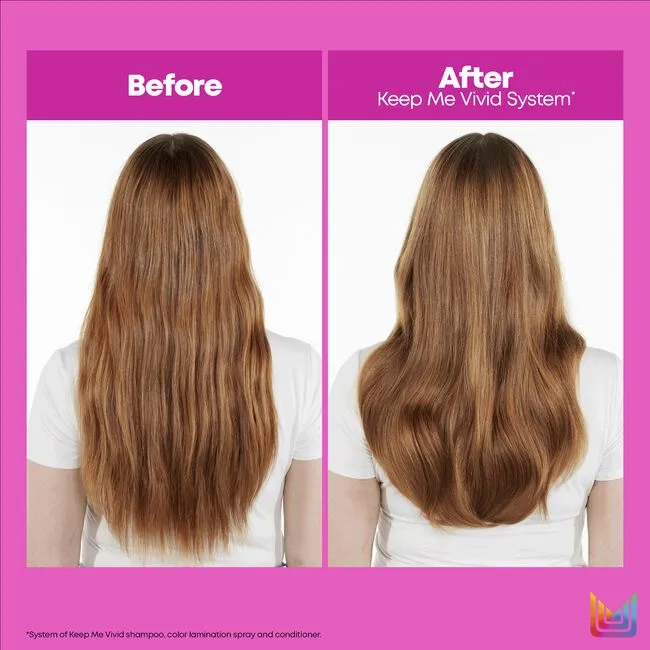 Before
After
Keep Me Vivid System*
*System of Keep Me Vivid shampoo, color lamination spray and conditioner.